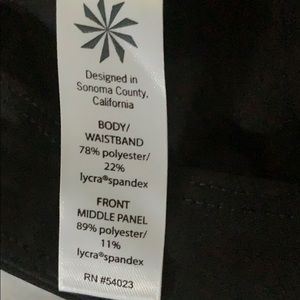 Designed in
Sonoma County,
California
BODY/
WAISTBAND
78% polyester/
22%
lycra®spandex
FRONT
MIDDLE PANEL
89% polyester/
11%
lycra®spandex
RN #54023